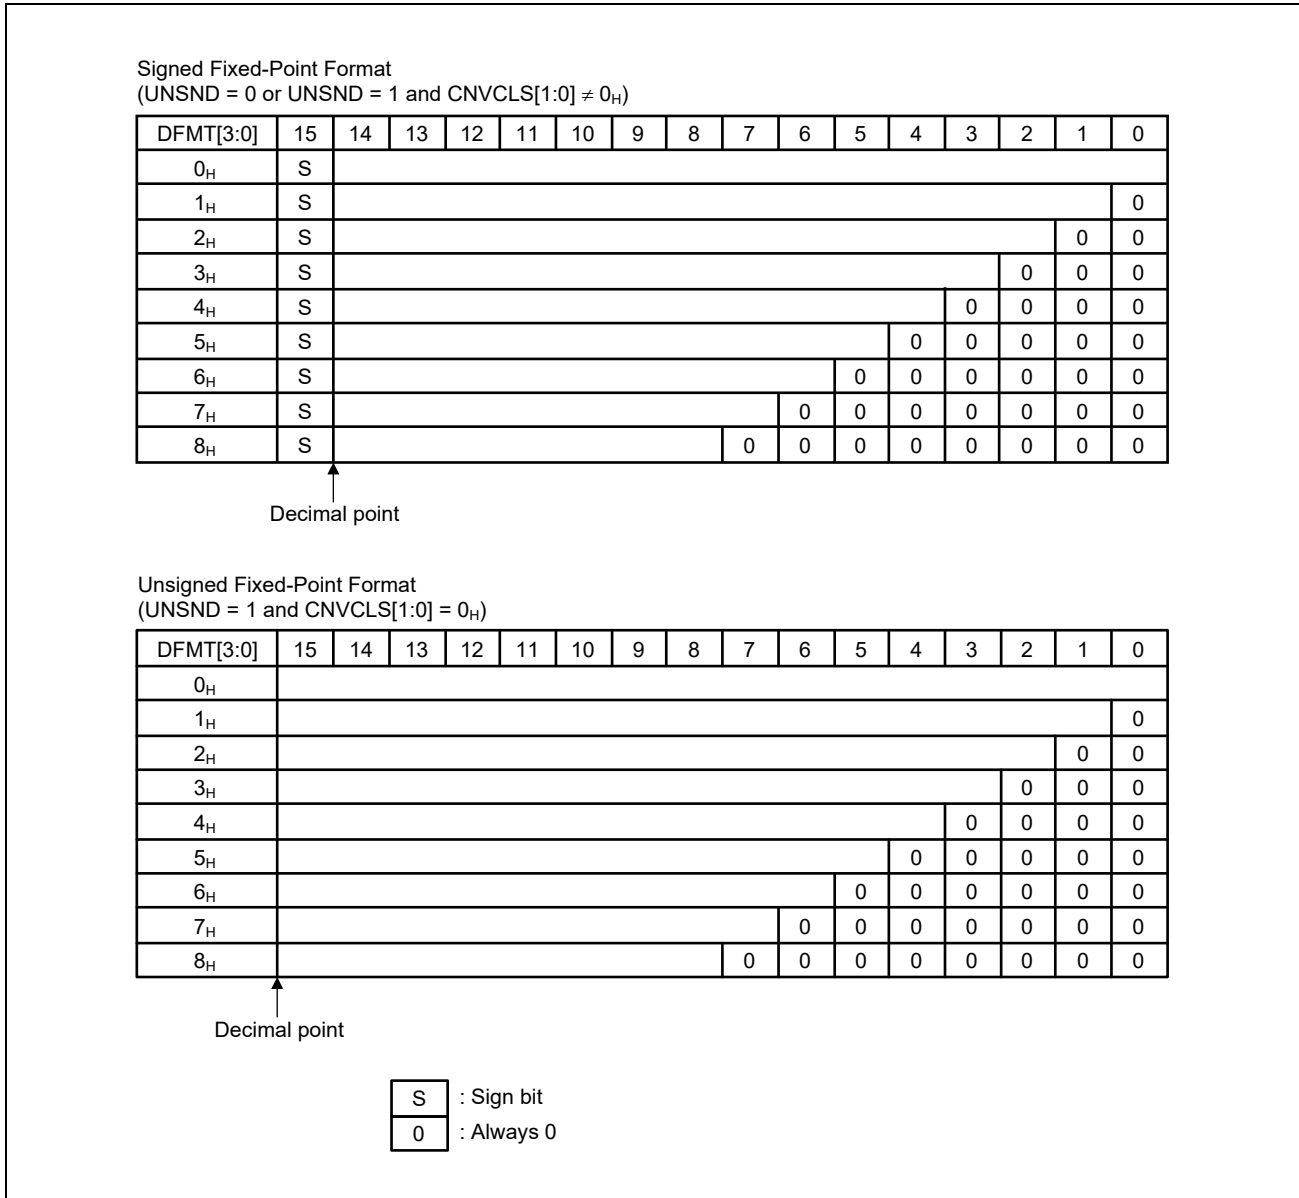 Signed Fixed-Point Format
(UNSND = 0 or UNSND = 1 and CNVCLS[1:0] ≠ 0H)
DFMT[3:0] 15 14 13 12 11 10 9 8 7 6 5 4 3 2 1 0
0H S
1H S 0
2H S 0 0
3H S 0 0 0
4H S 0 0 0 0
5H S 0 0 0 0 0
6H S 0 0 0 0 0 0
7H S 0 0 0 0 0 0 0
8H S 0 0 0 0 0 0 0 0
Decimal point
Unsigned Fixed-Point Format
(UNSND = 1 and CNVCLS[1:0] = 0H)
DFMT[3:0] 15 14 13 12 11 10 9 8 7 6 5 4 3 2 1 0
0H
1H 0
2H 0 0
3H 0 0 0
4H 0 0 0 0
5H 0 0 0 0 0
6H 0 0 0 0 0 0
7H 0 0 0 0 0 0 0
8H 0 0 0 0 0 0 0 0
Decimal point
S : Sign bit
0 : Always 0